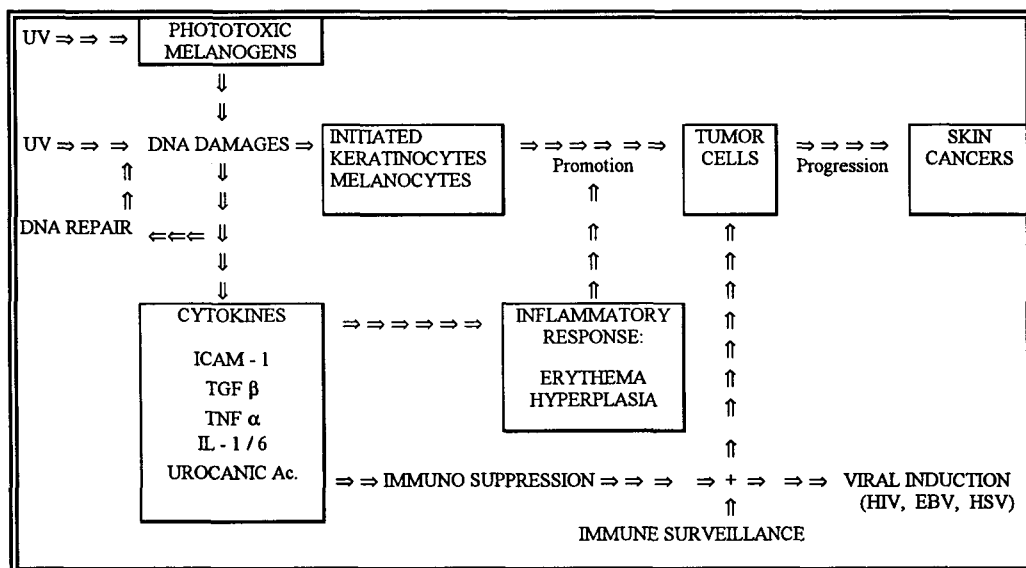 UV ⇒ ⇒ ⇒ PHOTOTOXIC
MELANOGENS
⇓
⇓
UV ⇒ ⇒ ⇒ DNA DAMAGES ⇒ INITIATED ⇒ ⇒ ⇒ ⇒ ⇒ ⇒ TUMOR ⇒ ⇒ ⇒ ⇒ SKIN
KERATINOCYTES Promotion CELLS Progression CANCERS
MELANOCYTES
DNA REPAIR ⇐⇐⇐
CYTOKINES ⇒ ⇒ ⇒ ⇒ ⇒ ⇒ INFLAMMATORY
RESPONSE:
ICAM - 1
TGF β ERYTHEMA
HYPERPLASIA
TNF α
IL - 1 / 6
UROCANIC Ac. ⇒ ⇒ IMMUNO SUPPRESSION ⇒ ⇒ ⇒ ⇒ + ⇒ ⇒ ⇒ VIRAL INDUCTION
(HIV, EBV, HSV)
IMMUNE SURVEILLANCE